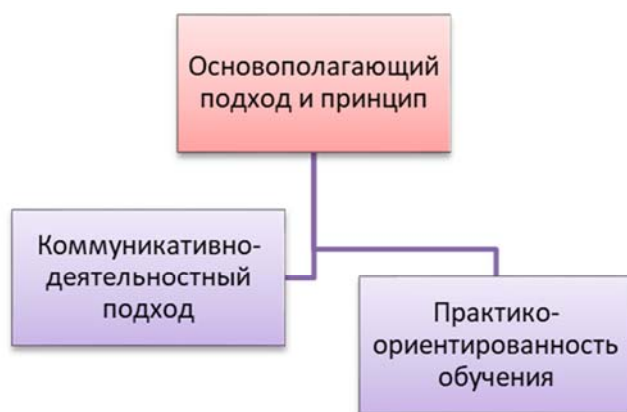 Основополагающий
подход и принцип
Коммуникативно-
деятельностный
подход
Практико-
ориентированность
обучения